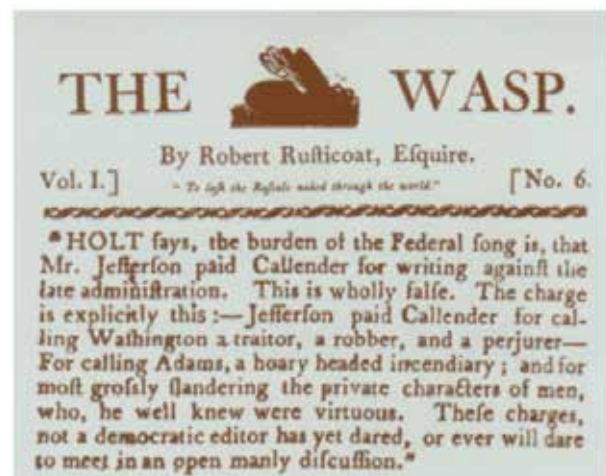 THE WASP.
By Robert Ruſticoat, Eſquire.
Vol. I.] "To laſh the Raſcals naked through the world." [No. 6.
"HOLT ſays, the burden of the Federal ſong is, that
Mr. Jefferſon paid Callender for writing againſt the
late adminiſtration. This is wholly falſe. The charge
is explicitly this :—Jefferſon paid Callender for cal-
ling Waſhington a traitor, a robber, and a perjurer—
For calling Adams, a hoary headed incendiary ; and for
moſt groſsly ſlandering the private characters of men,
who, he well knew were virtuous. Theſe charges,
not a democratic editor has yet dared, or ever will dare
to meet in an open manly diſcuſſion."